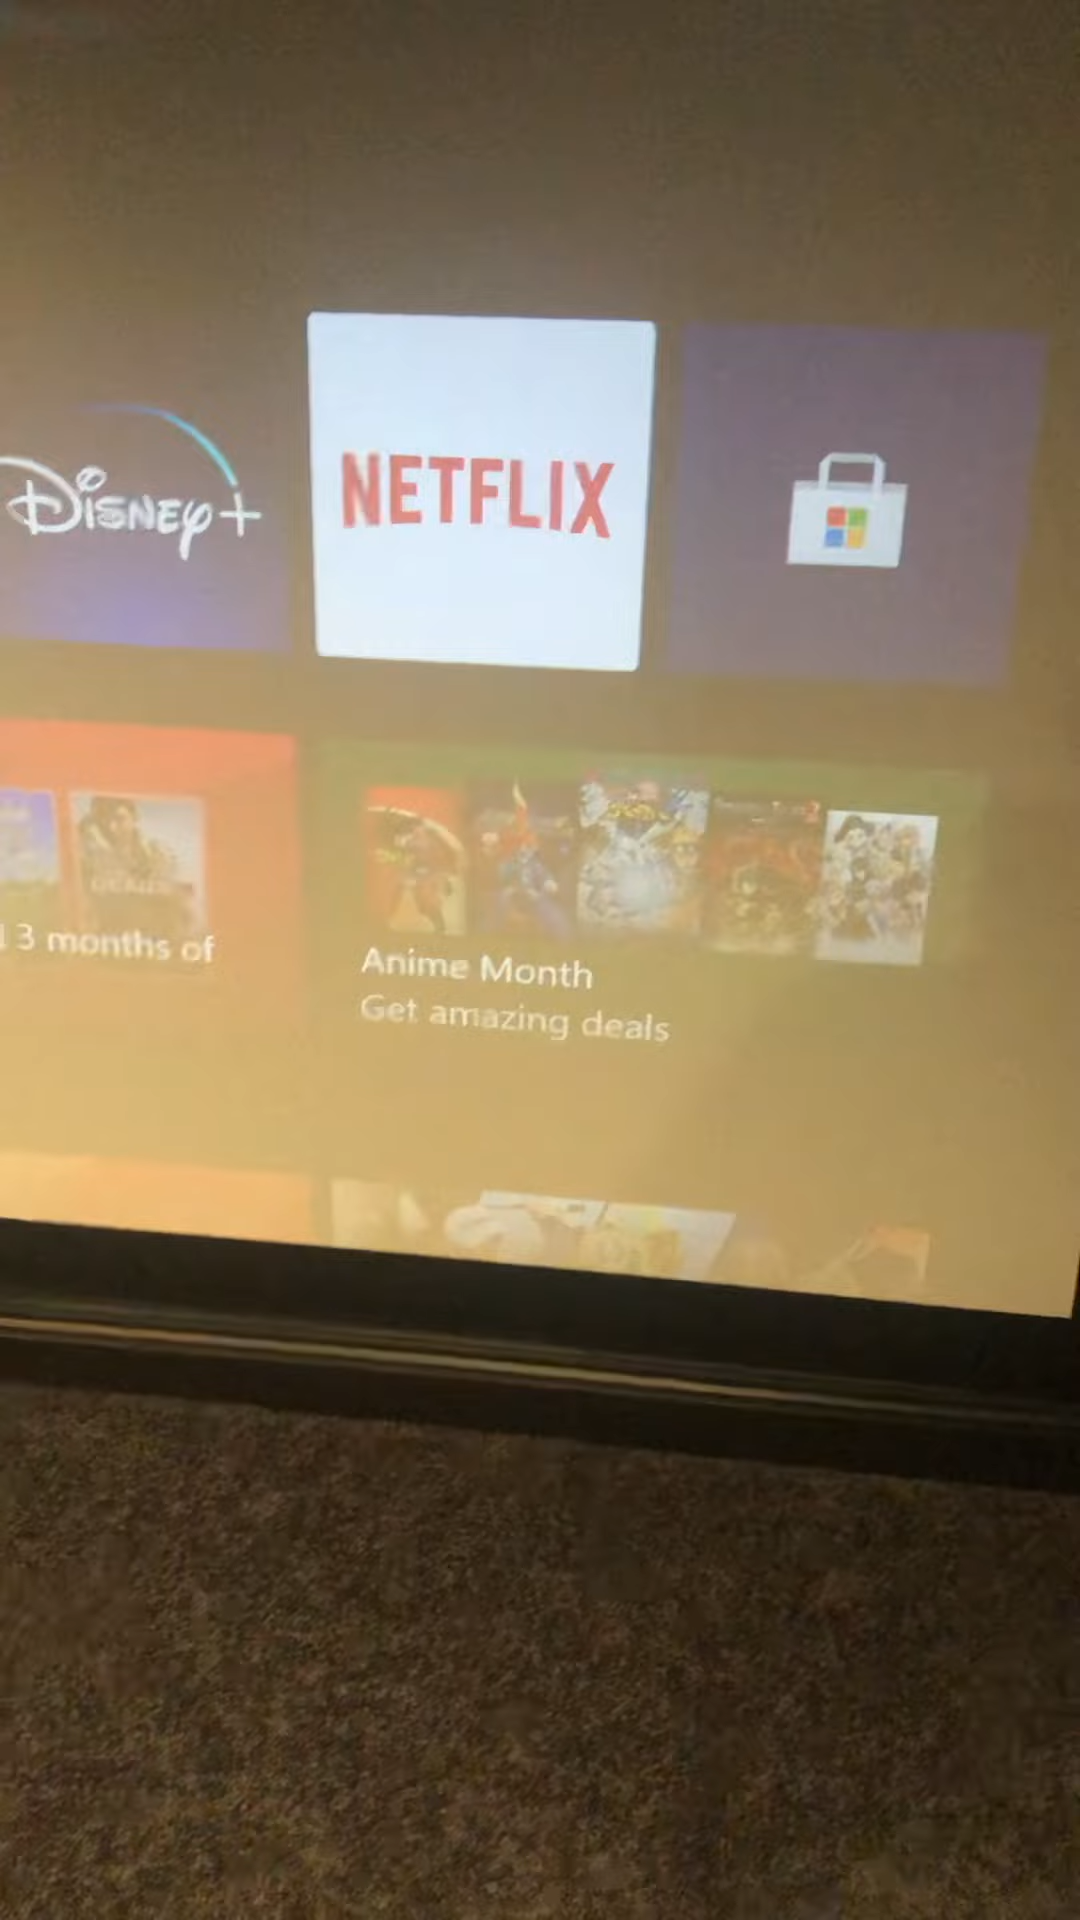 Disney+
NETFLIX
3 months of
Anime Month
Get amazing deals